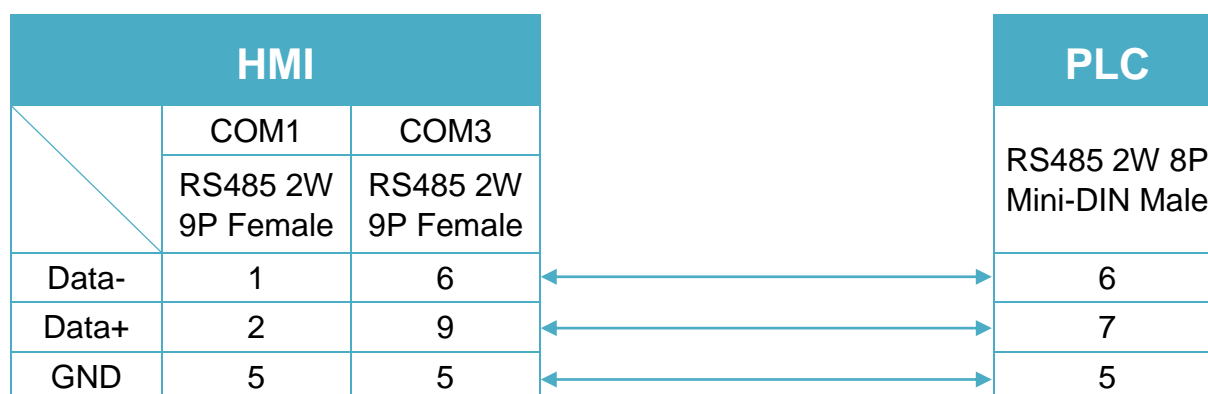 HMI PLC
COM1 COM3
RS485 2W 8P
Mini-DIN Male
RS485 2W RS485 2W
9P Female 9P Female
Data- 1 6 6
Data+ 2 9 7
GND 5 5 5